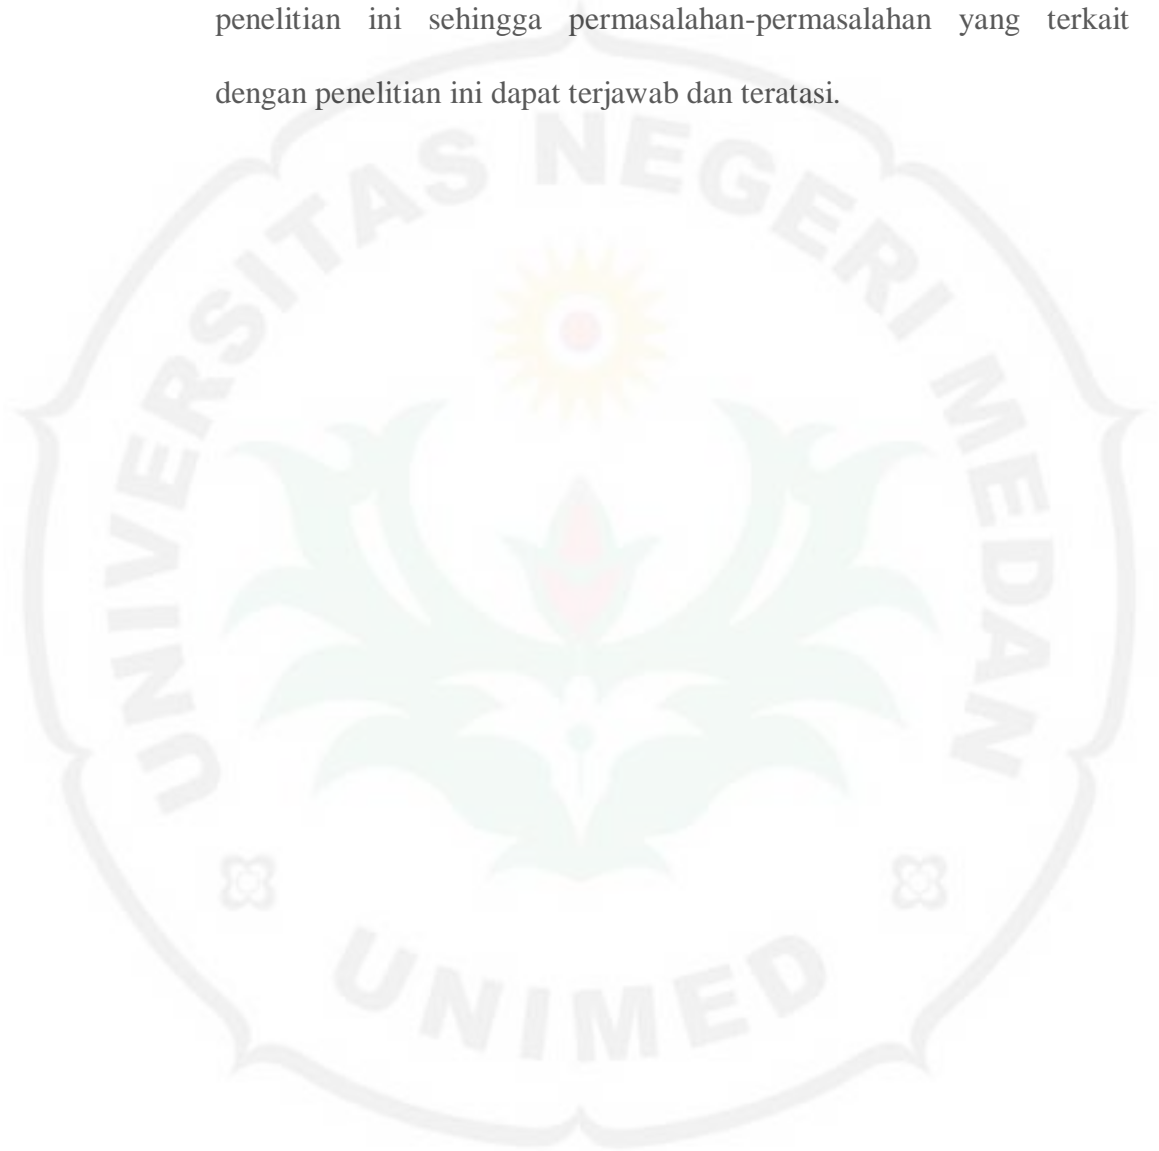 penelitian ini sehingga permasalahan-permasalahan yang terkait
dengan penelitian ini dapat terjawab dan teratasi.
UNIVERSITAS NEGERI MEDAN
UNIMED